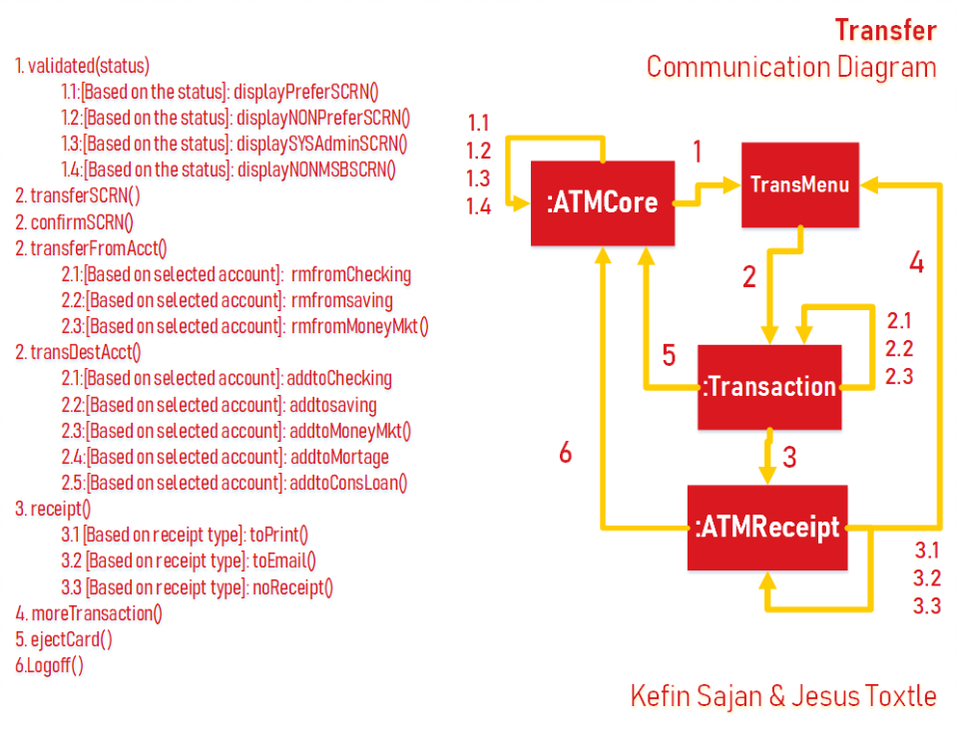 Transfer
Communication Diagram
1. validated(status)
1.1:[Based on the status]: displayPreferSCRN()
1.2:[Based on the status]: displayNONPreferSCRN()
1.3:[Based on the status]: displaySYSAdminSCRN()
1.4:[Based on the status]: displayNONMSBSCRN()
2. transferSCRN()
2. confirmSCRN()
2. transferFromAcct()
2.1:[Based on selected account]: rmfromChecking
2.2:[Based on selected account]: rmfromsaving
2.3:[Based on selected account]: rmfromMoneyMkt()
2. transDestAcct()
2.1:[Based on selected account]: addtoChecking
2.2:[Based on selected account]: addtosaving
2.3:[Based on selected account]: addtoMoneyMkt()
2.4:[Based on selected account]: addtoMortage
2.5:[Based on selected account]: addtoConsLoan()
3. receipt()
3.1 [Based on receipt type]: toPrint()
3.2 [Based on receipt type]: toEmail()
3.3 [Based on receipt type]: noReceipt()
4. moreTransaction()
5. ejectCard()
6.Logoff()
1.1
1.2
1.3
1.4
:ATMCore
1
TransMenu
2
4
5
:Transaction
2.1
2.2
2.3
6
3
:ATMReceipt
3.1
3.2
3.3
Kefin Sajan & Jesus Toxtle